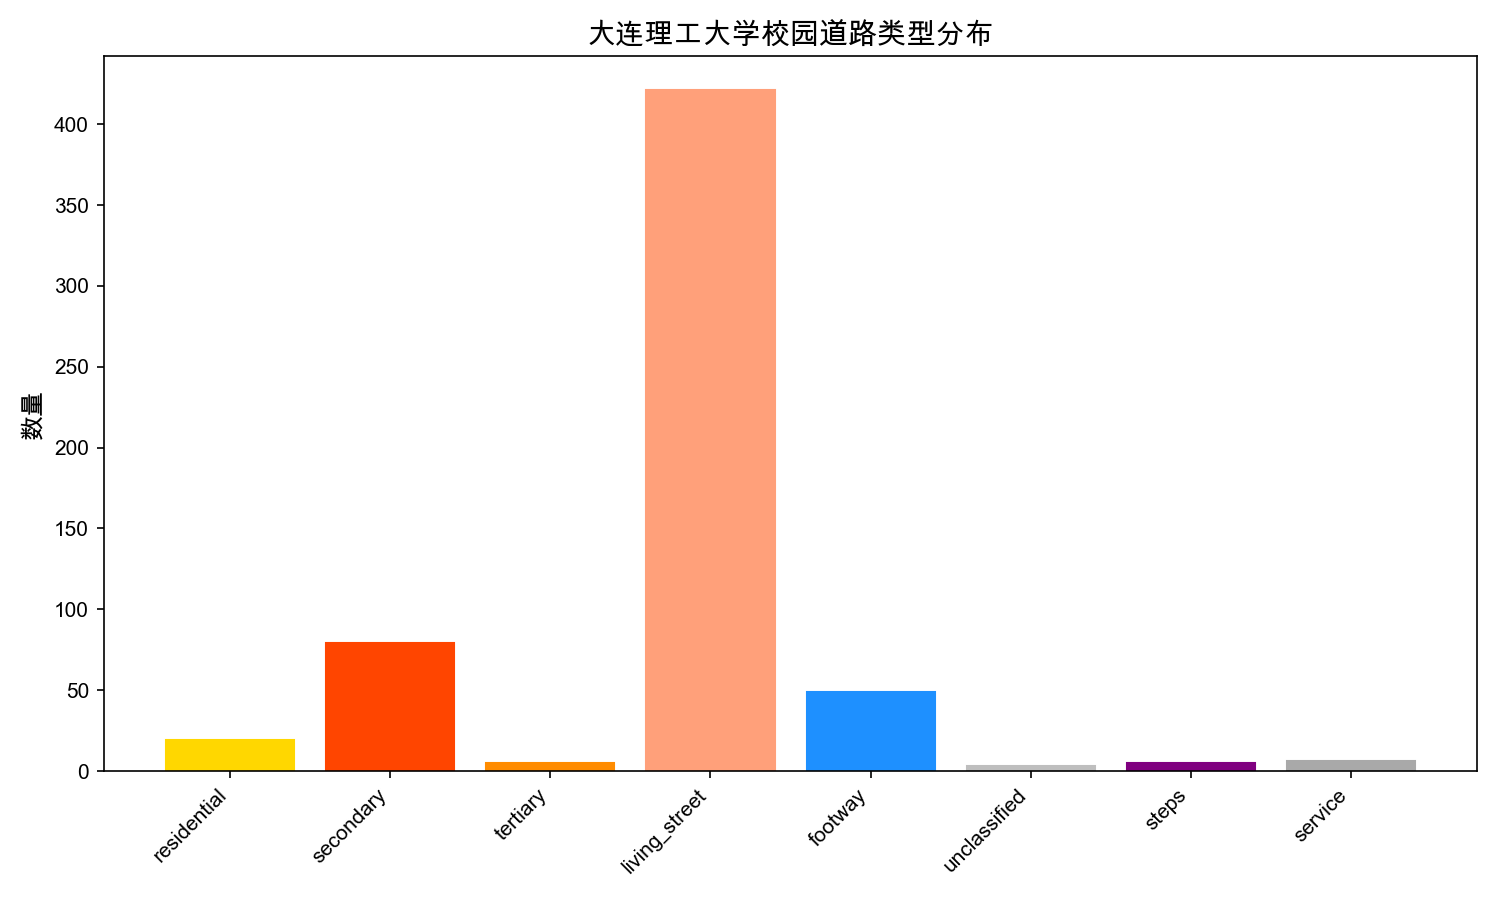 大连理工大学校园道路类型分布
数量
400
350
300
250
200
150
100
50
0
residential
secondary
tertiary
living_street
footway
unclassified
steps
service